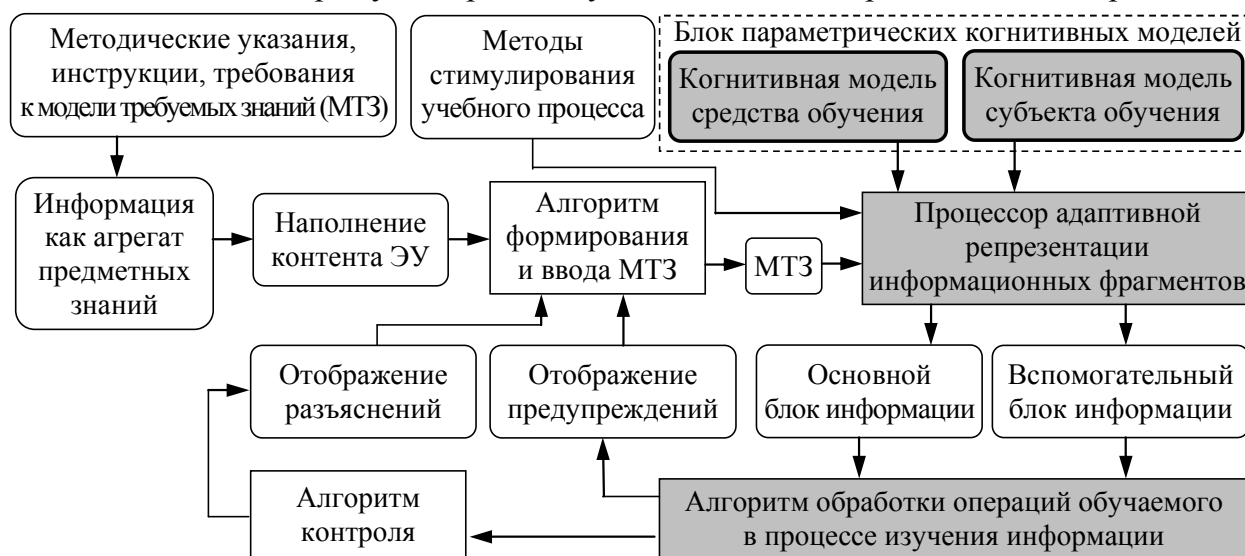 Методические указания,
инструкции, требования
к модели требуемых знаний (МТЗ)
Методы
стимулирования
учебного процесса
Блок параметрических когнитивных моделей
Когнитивная модель
средства обучения
Когнитивная модель
субъекта обучения
Информация
как агрегат
предметных
знаний
Наполнение
контента ЭУ
Алгоритм
формирования
и ввода МТЗ
МТЗ
Процессор адаптивной
репрезентации
информационных фрагментов
Отображение
разъяснений
Отображение
предупреждений
Основной
блок информации
Вспомогательный
блок информации
Алгоритм
контроля
Алгоритм обработки операций обучаемого
в процессе изучения информации